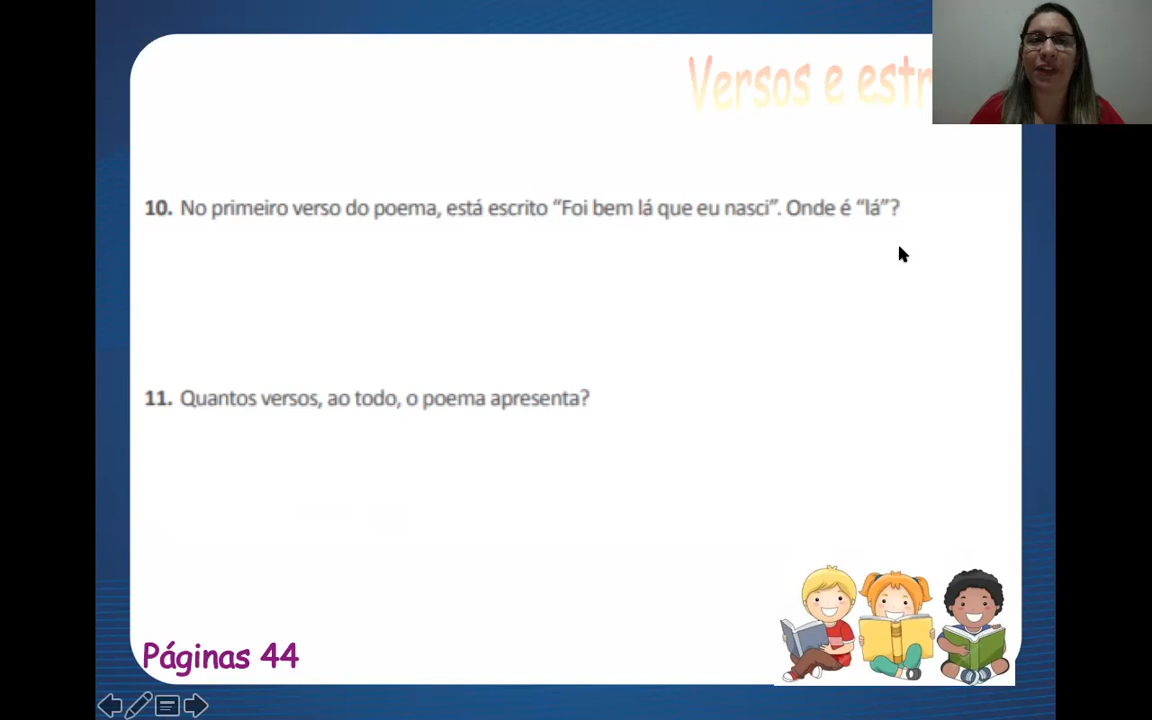 Versos e estr
10. No primeiro verso do poema, está escrito “Foi bem lá que eu nasci”. Onde é “lá”?
11. Quantos versos, ao todo, o poema apresenta?
Páginas 44